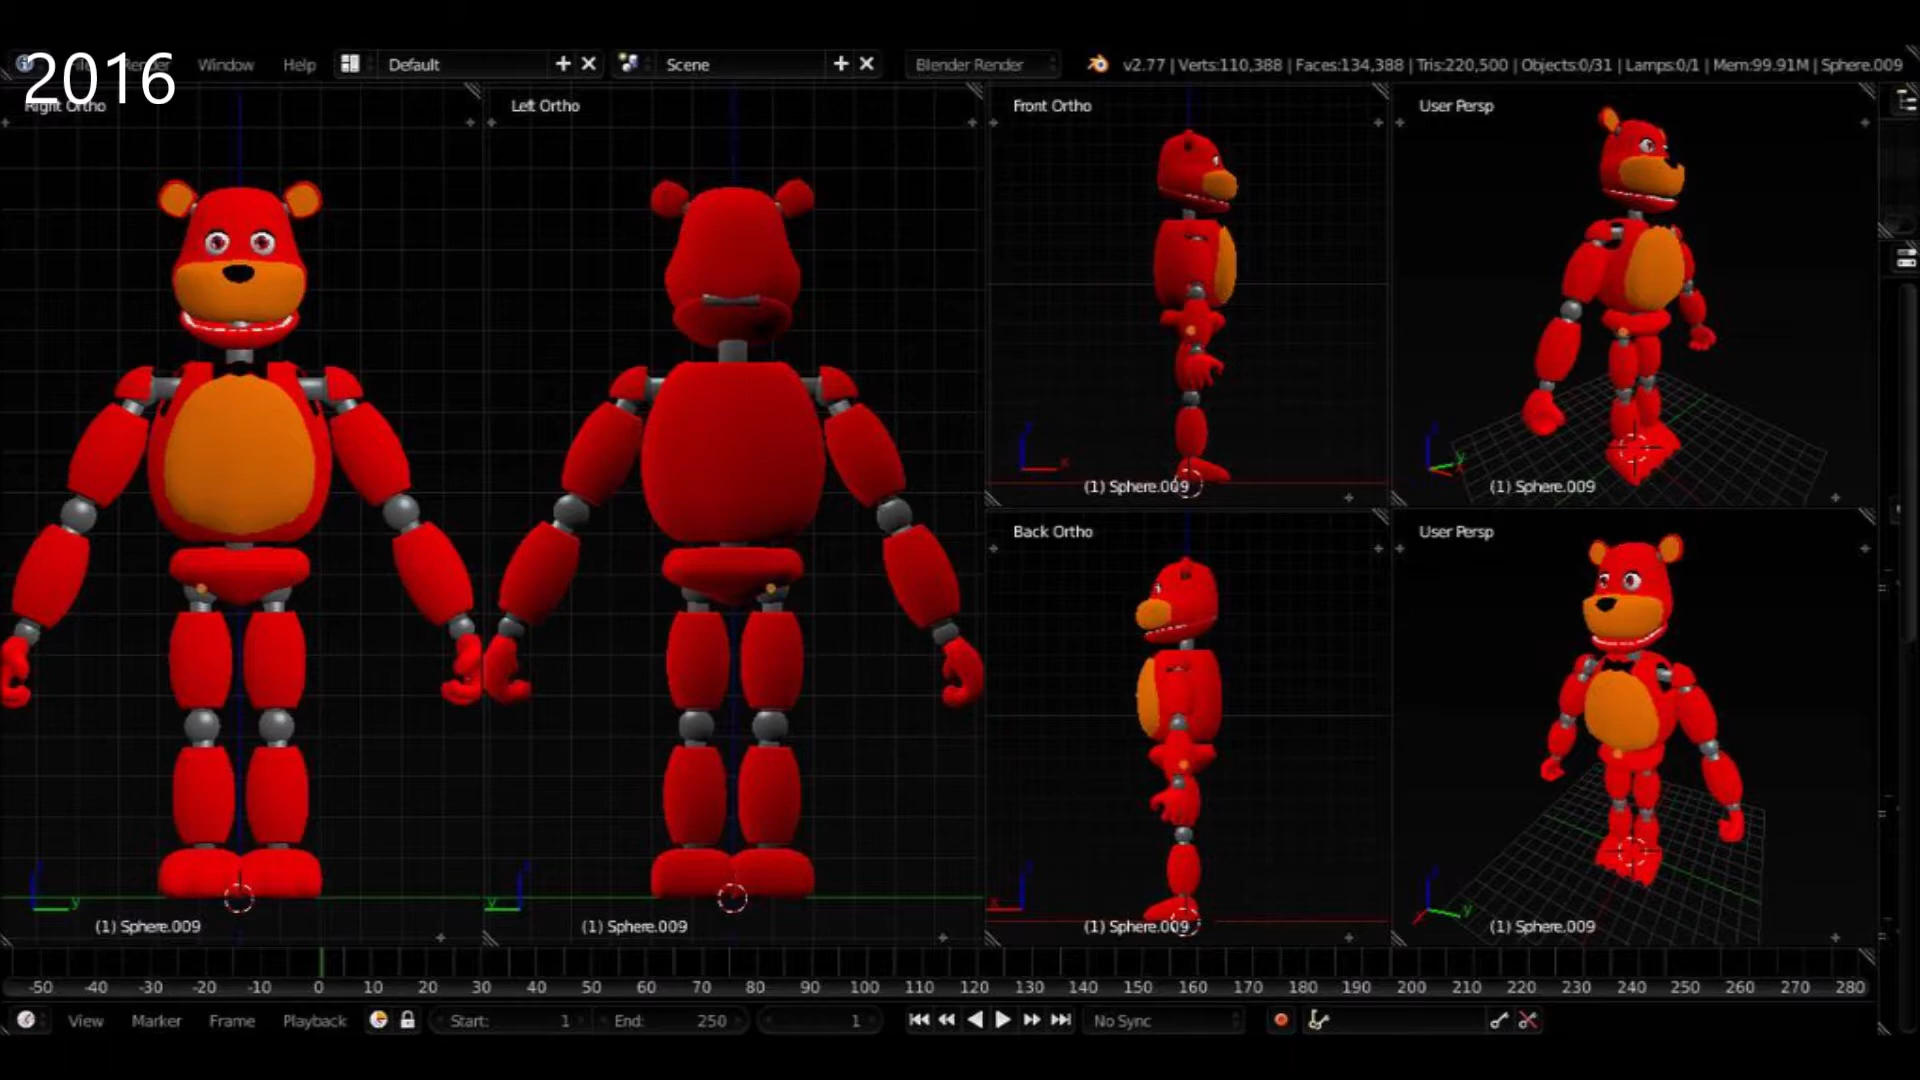 2016
Window Help Default Scene Blender Render v2.77 | Verts:110,388 | Faces:134,388 | Tris:220,500 | Objects:0/31 | Lamps:0/1 | Mem:99.91M | Sphere.009
Right Ortho
Left Ortho
Front Ortho
User Persp
(1) Sphere.009
(1) Sphere.009
Back Ortho
User Persp
(1) Sphere.009
(1) Sphere.009
(1) Sphere.009
(1) Sphere.009
-50 -40 -30 -20 -10 0 10 20 30 40 50 60 70 80 90 100 110 120 130 140 150 160 170 180 190 200 210 220 230 240 250 260 270 280
View Marker Frame Playback Start: 1 End: 250 1 No Sync